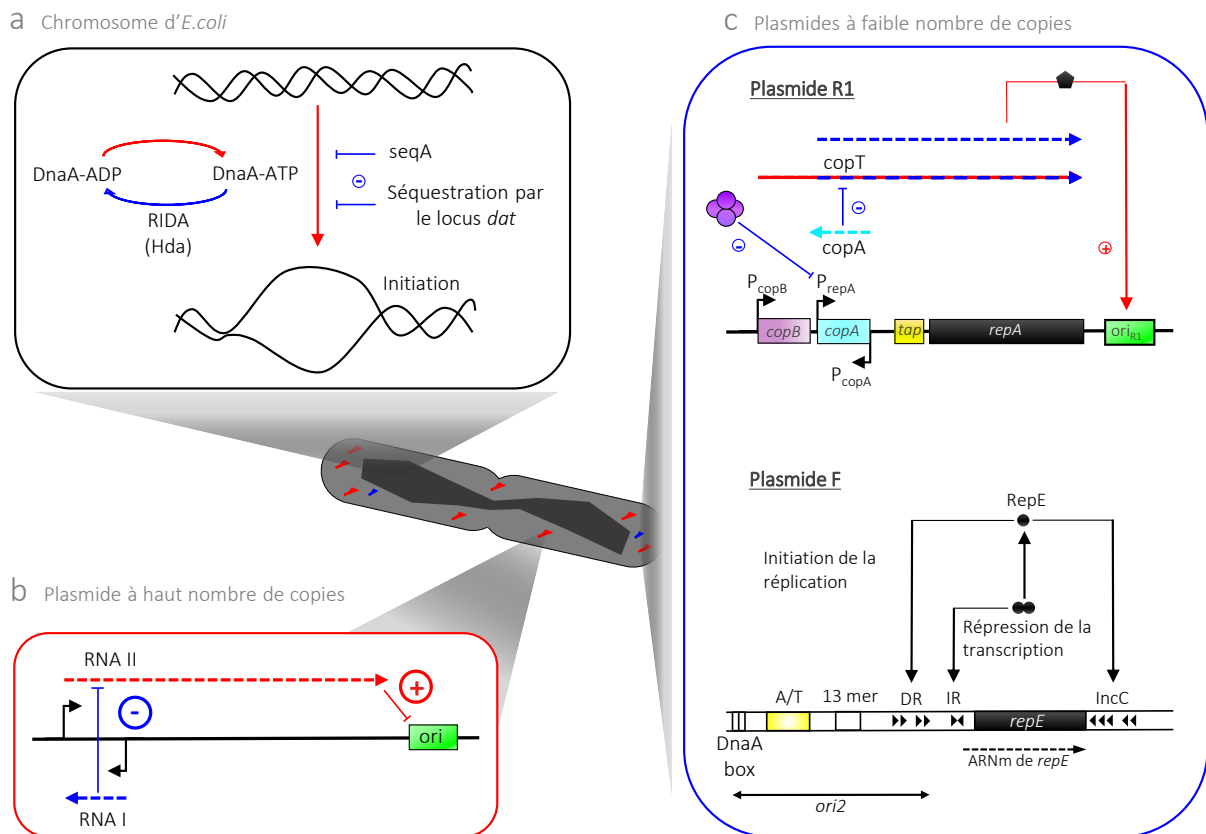 a Chromosome d'E.coli
DnaA-ADP
DnaA-ATP
RIDA
(Hda)
seqA
-
Séquestration par
le locus dat
Initiation
b Plasmide à haut nombre de copies
RNA II
+
-
ori
RNA I
c Plasmides à faible nombre de copies
Plasmide R1
copT
-
copA
-
+
PcopB
PrepA
copB
copA
tap
repA
oriR1
PcopA
Plasmide F
RepE
Initiation de la
réplication
Répression de la
transcription
A/T
13 mer
DR
IR
IncC
repE
DnaA
box
ARNm de repE
ori2